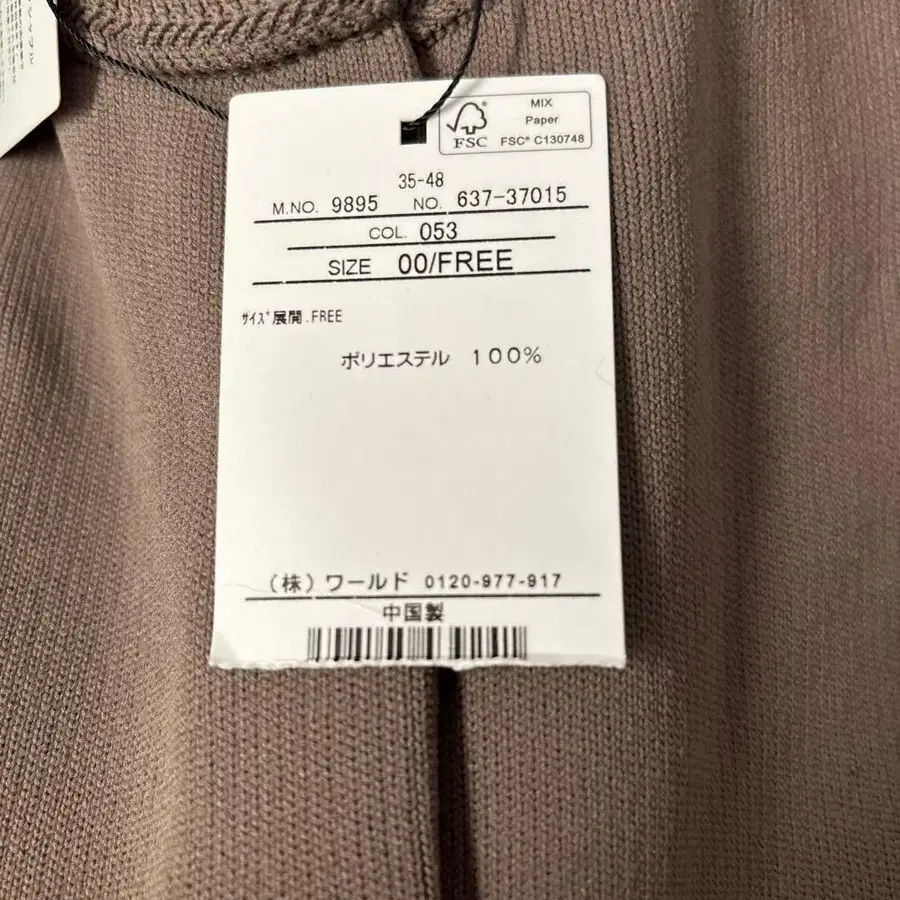 FSC
MIX
Paper
FSC® C130748
35-48
M.NO. 9895 NO. 637-37015
COL. 053
SIZE 00/FREE
ｻｲｽﾞ展開.FREE
ポリエステル 100%
(株)ワールド 0120-977-917
中国製